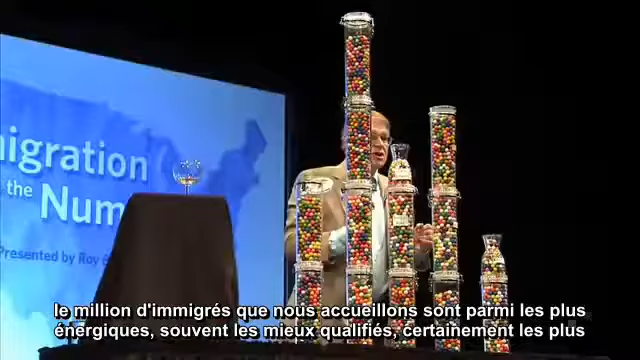 igration
the
Num
Presented by Roy
le million d'immigrés que nous accueillons sont parmi les plus
énergiques, souvent les mieux qualifiés, certainement les plus